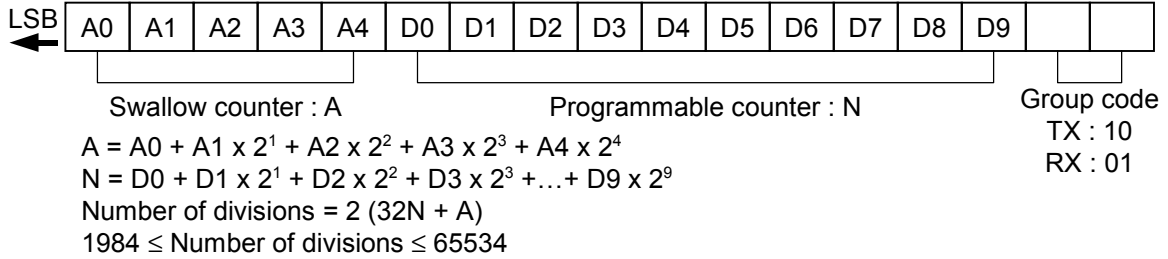 LSB A0 A1 A2 A3 A4 D0 D1 D2 D3 D4 D5 D6 D7 D8 D9
Swallow counter : A
Programmable counter : N
Group code
TX : 10
RX : 01
A = A0 + A1 x 2¹ + A2 x 2² + A3 x 2³ + A4 x 2⁴
N = D0 + D1 x 2¹ + D2 x 2² + D3 x 2³ +…+ D9 x 2⁹
Number of divisions = 2 (32N + A)
1984 ≤ Number of divisions ≤ 65534